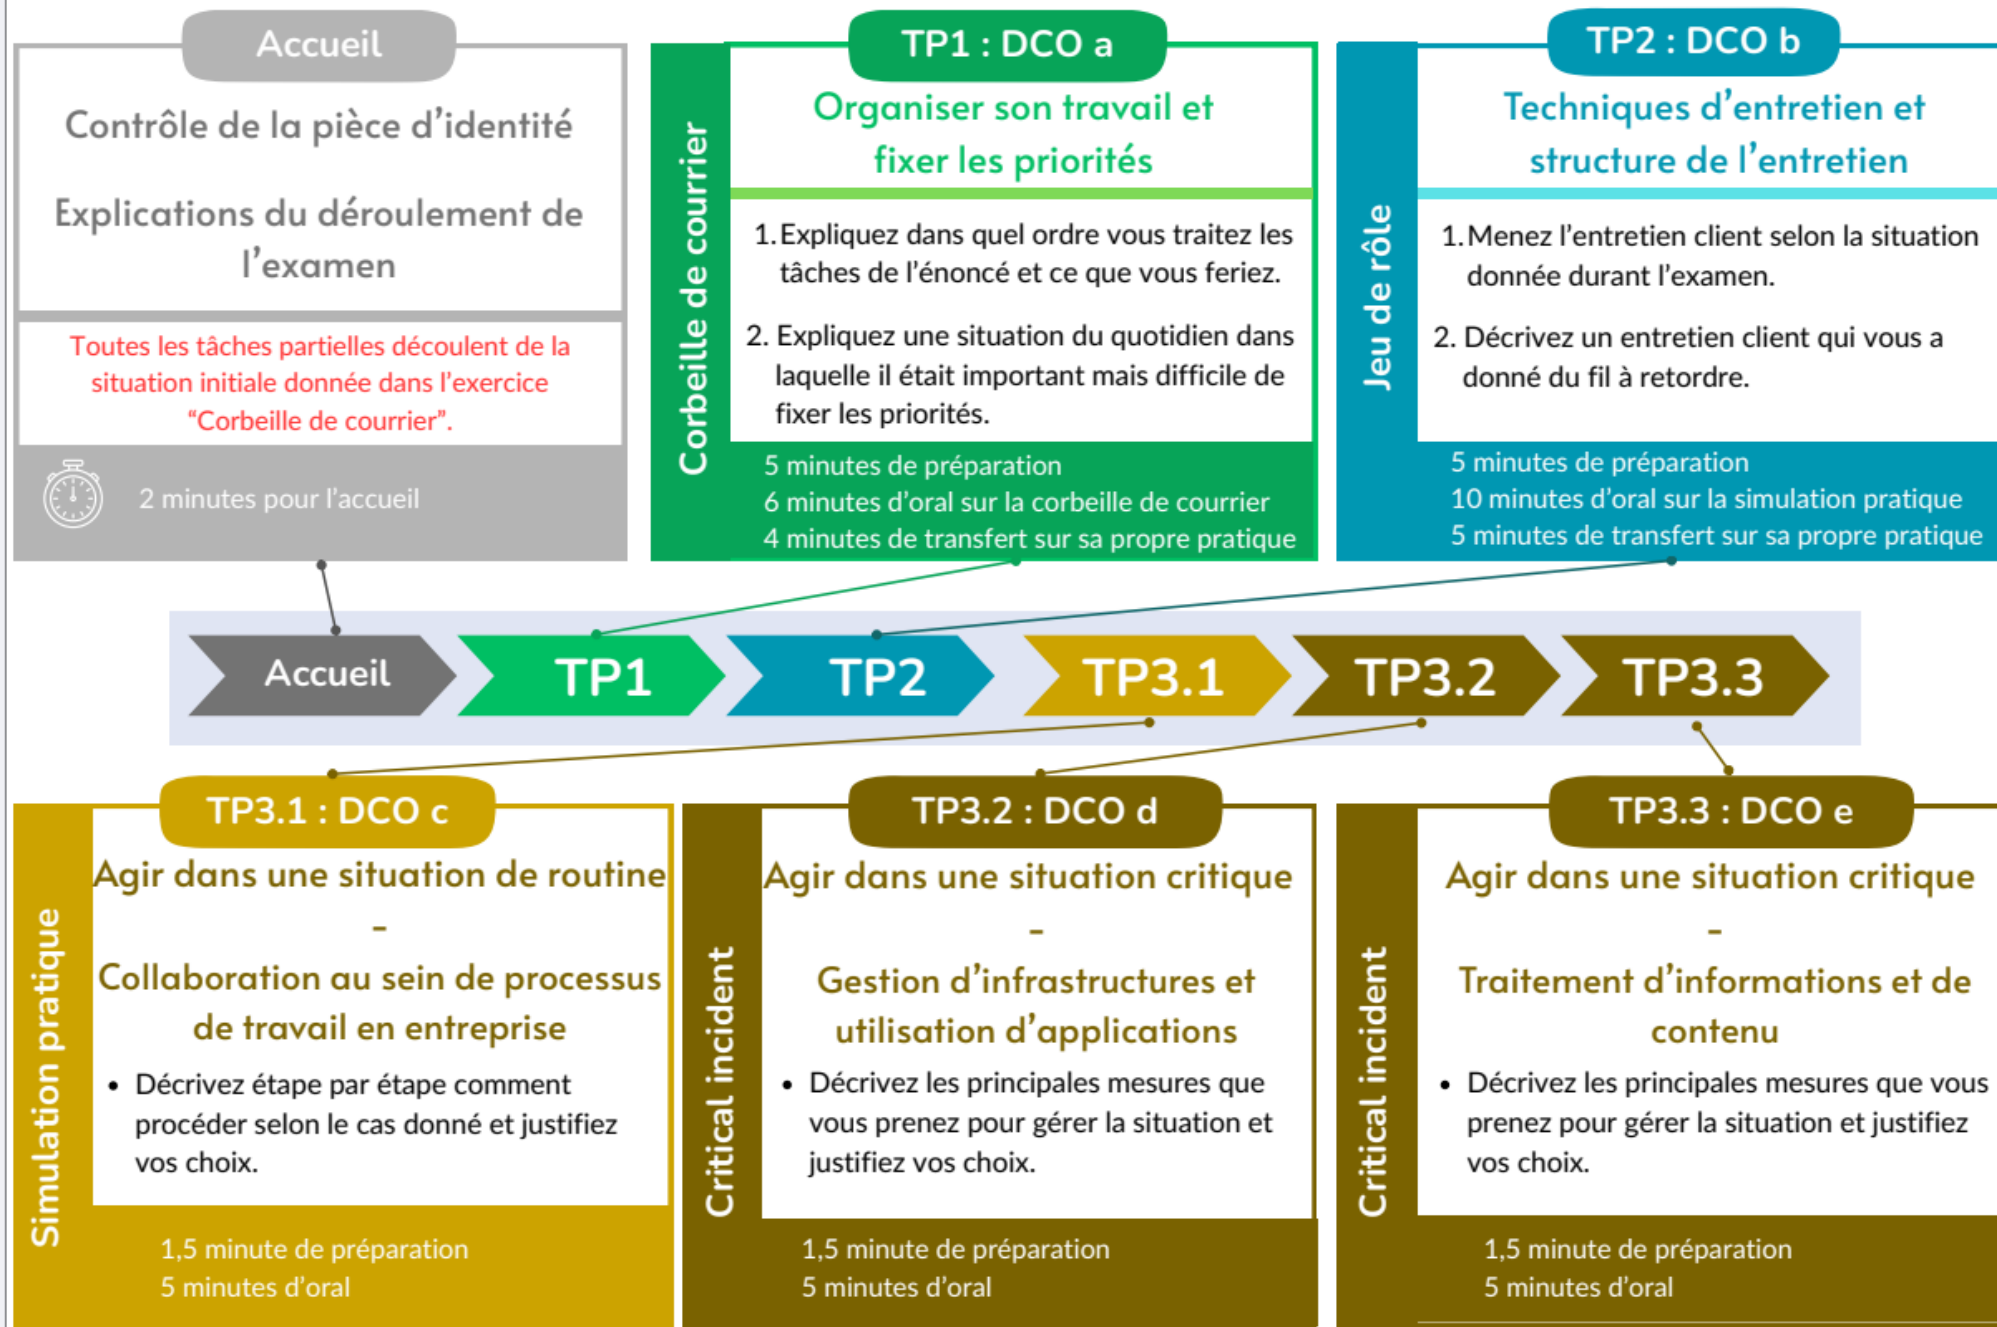 Accueil
Contrôle de la pièce d'identité
Explications du déroulement de
l'examen
Toutes les tâches partielles découlent de la
situation initiale donnée dans l'exercice
“Corbeille de courrier”.
2 minutes pour l'accueil
Corbeille de courrier
TP1 : DCO a
Organiser son travail et
fixer les priorités
1. Expliquez dans quel ordre vous traitez les
tâches de l'énoncé et ce que vous feriez.
2. Expliquez une situation du quotidien dans
laquelle il était important mais difficile de
fixer les priorités.
5 minutes de préparation
6 minutes d'oral sur la corbeille de courrier
4 minutes de transfert sur sa propre pratique
Jeu de rôle
TP2 : DCO b
Techniques d'entretien et
structure de l'entretien
1. Menez l'entretien client selon la situation
donnée durant l'examen.
2. Décrivez un entretien client qui vous a
donné du fil à retordre.
5 minutes de préparation
10 minutes d'oral sur la simulation pratique
5 minutes de transfert sur sa propre pratique
Accueil
TP1
TP2
TP3.1
TP3.2
TP3.3
Simulation pratique
TP3.1 : DCO c
Agir dans une situation de routine
-
Collaboration au sein de processus
de travail en entreprise
• Décrivez étape par étape comment
procéder selon le cas donné et justifiez
vos choix.
1,5 minute de préparation
5 minutes d'oral
Critical incident
TP3.2 : DCO d
Agir dans une situation critique
-
Gestion d'infrastructures et
utilisation d'applications
• Décrivez les principales mesures que
vous prenez pour gérer la situation et
justifiez vos choix.
1,5 minute de préparation
5 minutes d'oral
Critical incident
TP3.3 : DCO e
Agir dans une situation critique
-
Traitement d'informations et de
contenu
• Décrivez les principales mesures que vous
prenez pour gérer la situation et justifiez
vos choix.
1,5 minute de préparation
5 minutes d'oral